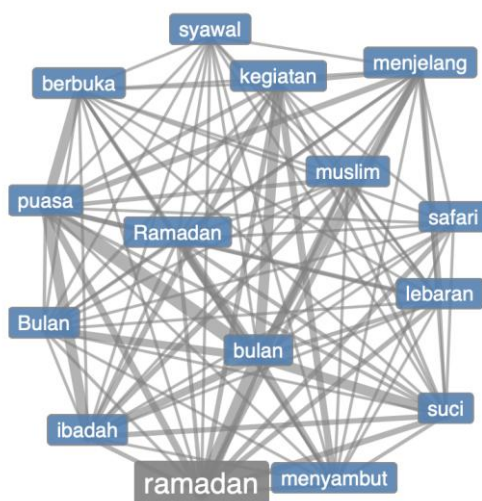 syawal
kegiatan
menjelang
berbuka
muslim
puasa
Ramadan
safari
lebaran
Bulan
bulan
suci
ibadah
ramadan
menyambut